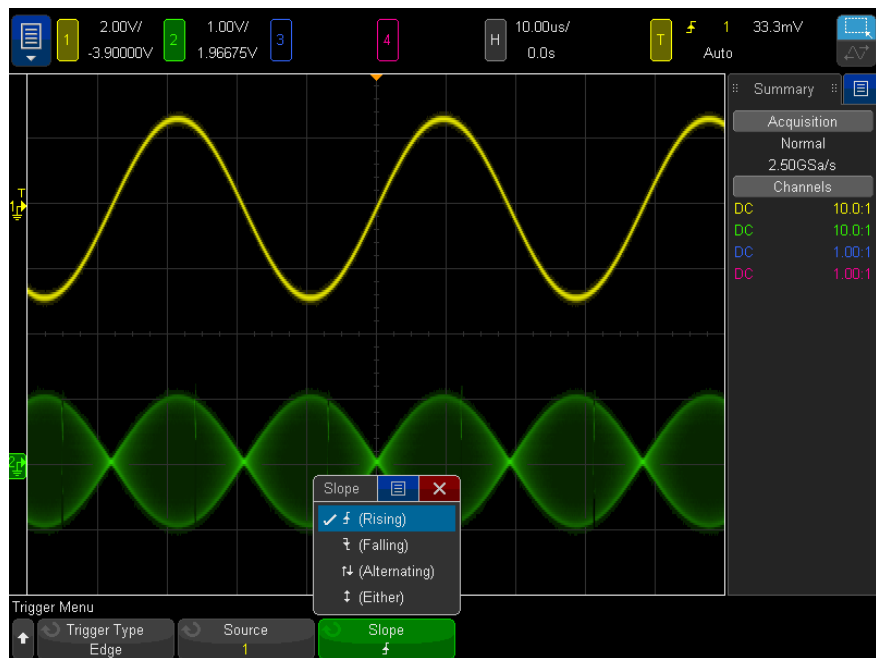 1 2.00V/ 2 1.00V/ 3 4 H 10.00us/ T 1 33.3mV
-3.90000V 1.96675V 0.0s Auto
Summary
Acquisition
Normal
2.50GSa/s
Channels
DC 10.0:1
DC 10.0:1
DC 1.00:1
DC 1.00:1
T
1
2
Slope
(Rising)
(Falling)
(Alternating)
(Either)
Trigger Menu
Trigger Type Source Slope
Edge 1